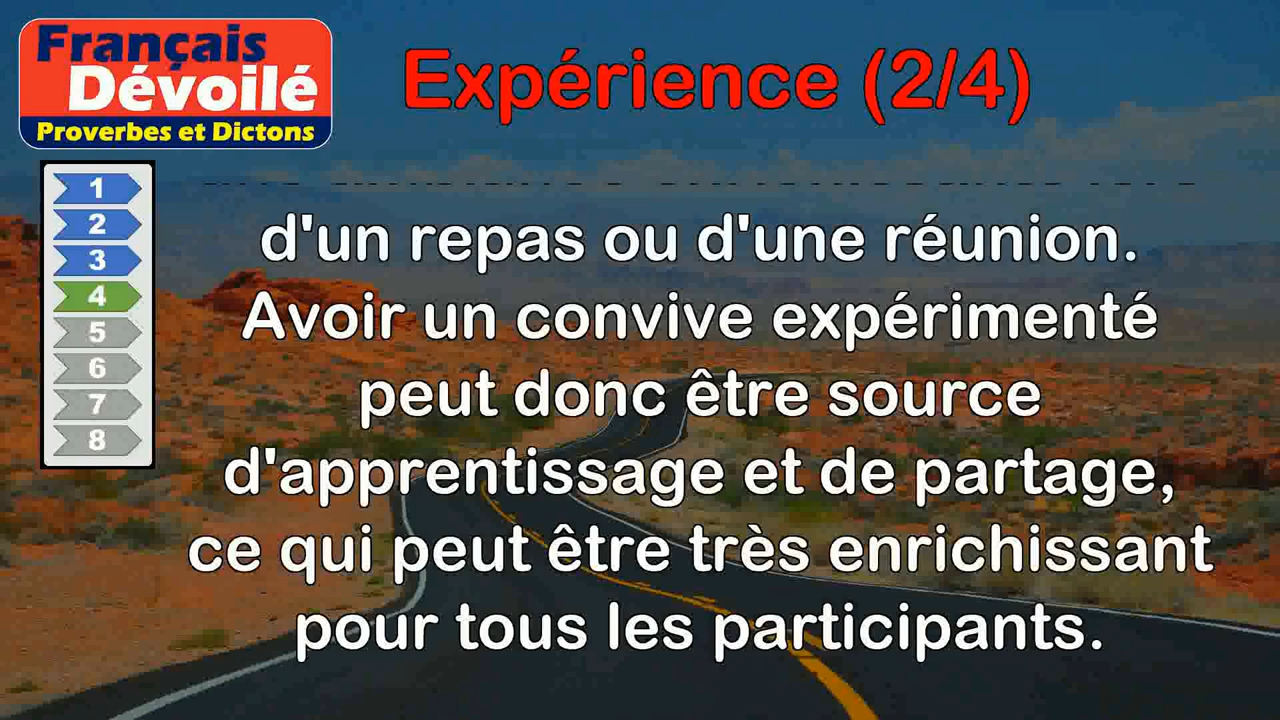 Français
Dévoilé
Proverbes et Dictons
Expérience (2/4)
1
2
3
4
5
6
7
8
d'un repas ou d'une réunion.
Avoir un convive expérimenté
peut donc être source
d'apprentissage et de partage,
ce qui peut être très enrichissant
pour tous les participants.